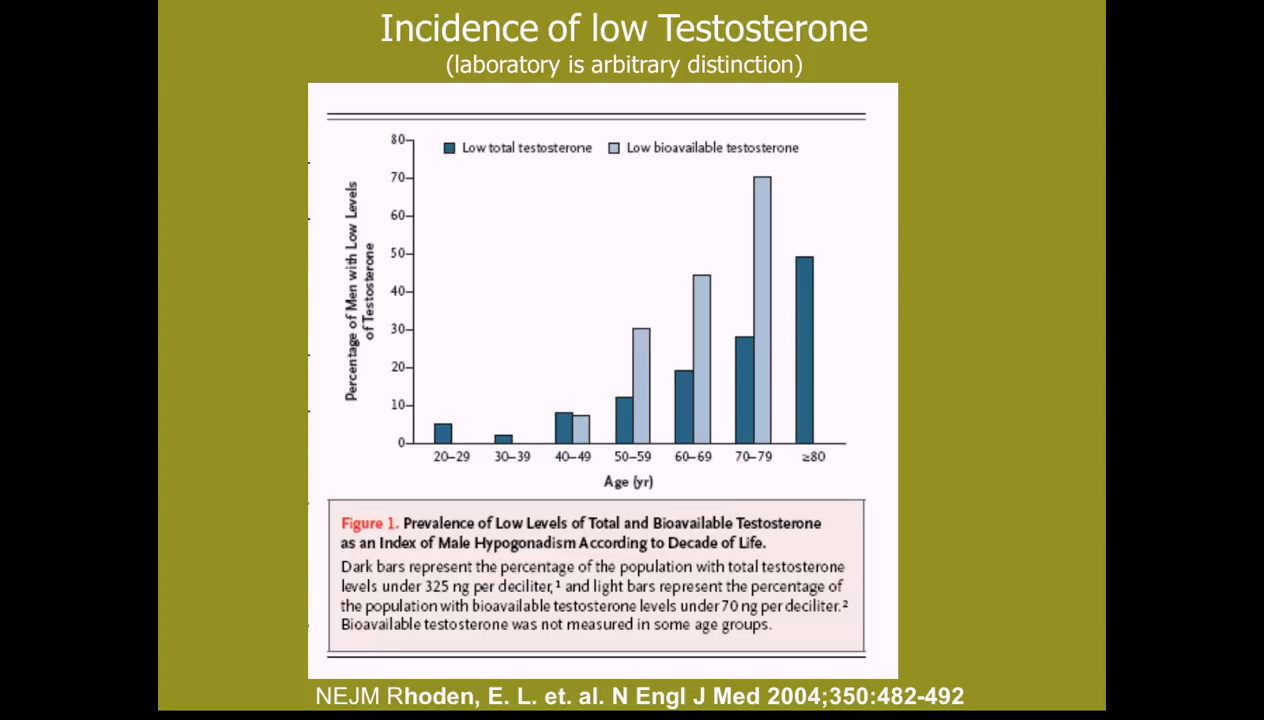 Incidence of low Testosterone
(laboratory is arbitrary distinction)
80
Low total testosterone
Low bioavailable testosterone
70
60
50
40
30
20
10
0
Percentage of Men with Low Levels
of Testosterone
20–29
30–39
40–49
50–59
60–69
70–79
≥80
Age (yr)
Figure 1. Prevalence of Low Levels of Total and Bioavailable Testosterone
as an Index of Male Hypogonadism According to Decade of Life.
Dark bars represent the percentage of the population with total testosterone
levels under 325 ng per deciliter,¹ and light bars represent the percentage of
the population with bioavailable testosterone levels under 70 ng per deciliter.²
Bioavailable testosterone was not measured in some age groups.
NEJM Rhoden, E. L. et. al. N Engl J Med 2004;350:482-492